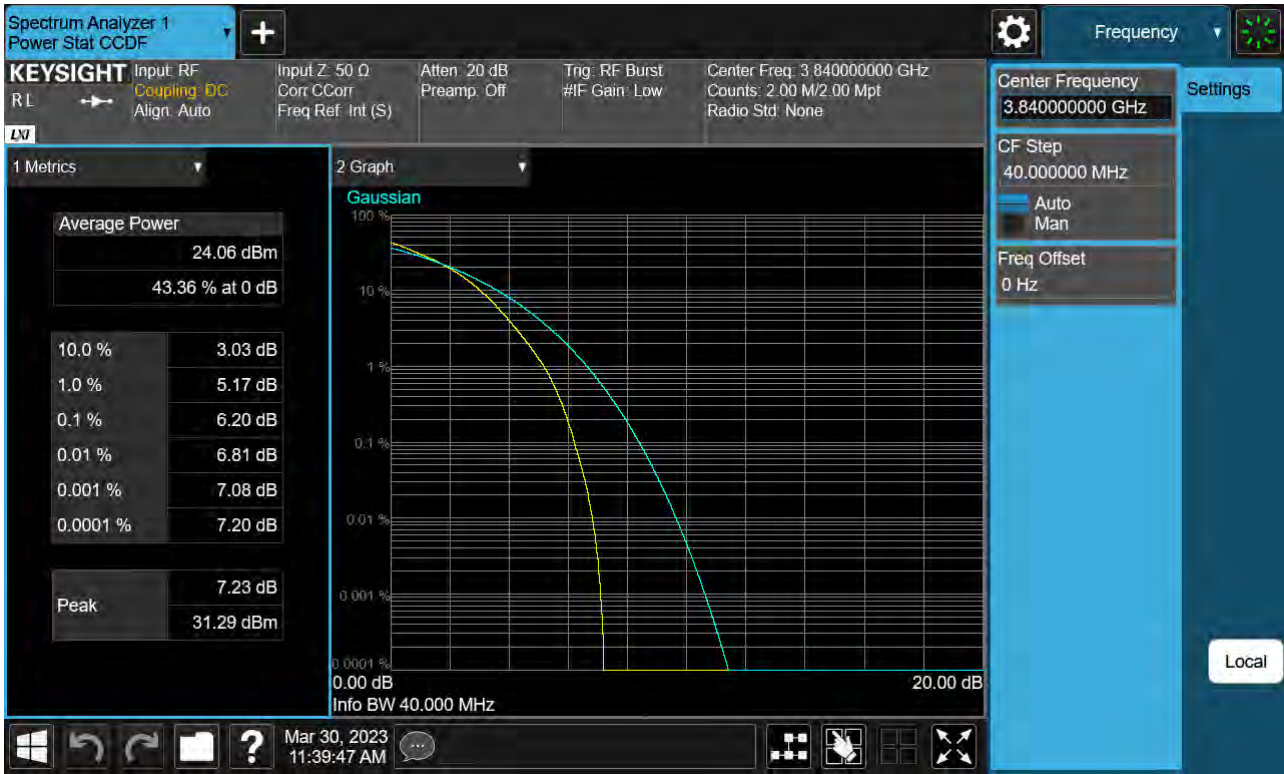 Spectrum Analyzer 1
Power Stat CCDF
Frequency
KEYSIGHT
RL
LXI
Input: RF
Coupling: DC
Align: Auto
Input Z: 50 Ω
Corr CCorr
Freq Ref: Int (S)
Atten: 20 dB
Preamp: Off
Trig: RF Burst
#IF Gain: Low
Center Freq: 3.840000000 GHz
Counts: 2.00 M/2.00 Mpt
Radio Std: None
Center Frequency
3.840000000 GHz
Settings
CF Step
40.000000 MHz
Auto
Man
Freq Offset
0 Hz
1 Metrics
Average Power
24.06 dBm
43.36 % at 0 dB
10.0 % 3.03 dB
1.0 % 5.17 dB
0.1 % 6.20 dB
0.01 % 6.81 dB
0.001 % 7.08 dB
0.0001 % 7.20 dB
Peak
7.23 dB
31.29 dBm
2 Graph
Gaussian
100 %
10 %
1 %
0.1 %
0.01 %
0.001 %
0.0001 %
0.00 dB 20.00 dB
Info BW 40.000 MHz
Local
?
Mar 30, 2023
11:39:47 AM